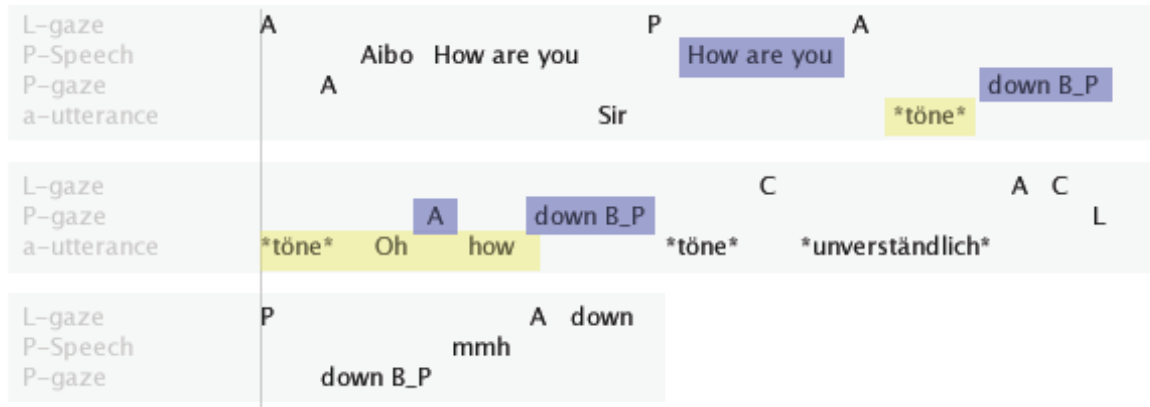 L-gaze A P A
P-Speech Aibo How are you How are you
P-gaze A down B_P
a-utterance Sir *töne*
L-gaze C A C
P-gaze A down B_P L
a-utterance *töne* Oh how *töne* *unverständlich*
L-gaze P A down
P-Speech mmh
P-gaze down B_P